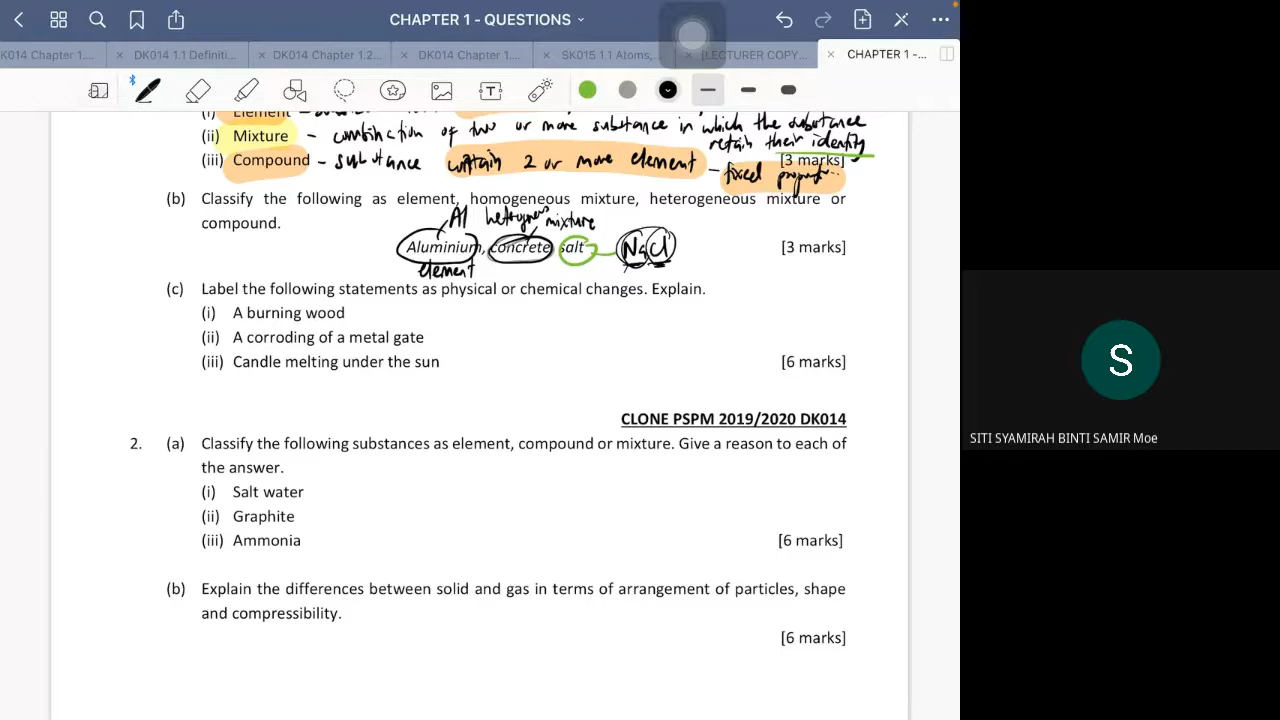 CHAPTER 1 - QUESTIONS
DK014 Chapter 1....
DK014 1.1 Definiti...
DK014 Chapter 1.2...
DK014 Chapter 1....
SK015 1.1 Atoms,...
[LECTURER COPY...
CHAPTER 1 -...
(i) Element -
(ii) Mixture - combination of two or more substance in which the substance
retain their identity
(iii) Compound - substance contain 2 or more element - fixed
[3 marks]
(b) Classify the following as element, homogeneous mixture, heterogeneous mixture or
compound.
Al mixture
Aluminium, concrete salt NaCl [3 marks]
element
(c) Label the following statements as physical or chemical changes. Explain.
(i) A burning wood
(ii) A corroding of a metal gate
(iii) Candle melting under the sun [6 marks]
CLONE PSPM 2019/2020 DK014
2. (a) Classify the following substances as element, compound or mixture. Give a reason to each of
the answer.
(i) Salt water
(ii) Graphite
(iii) Ammonia [6 marks]
(b) Explain the differences between solid and gas in terms of arrangement of particles, shape
and compressibility.
[6 marks]
S
SITI SYAMIRAH BINTI SAMIR Moe